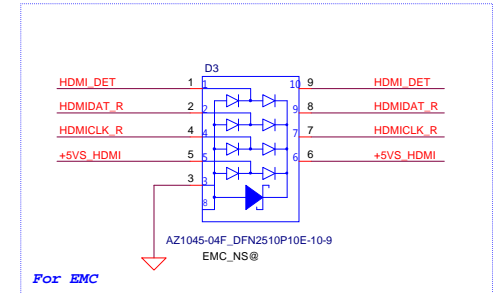 D3
HDMI_DET 1 1 10 9 HDMI_DET
HDMIDAT_R 2 2 9 8 HDMIDAT_R
HDMICLK_R 4 4 7 7 HDMICLK_R
+5VS_HDMI 5 5 6 6 +5VS_HDMI
3 3
8
AZ1045-04F_DFN2510P10E-10-9
EMC_NS@
For EMC